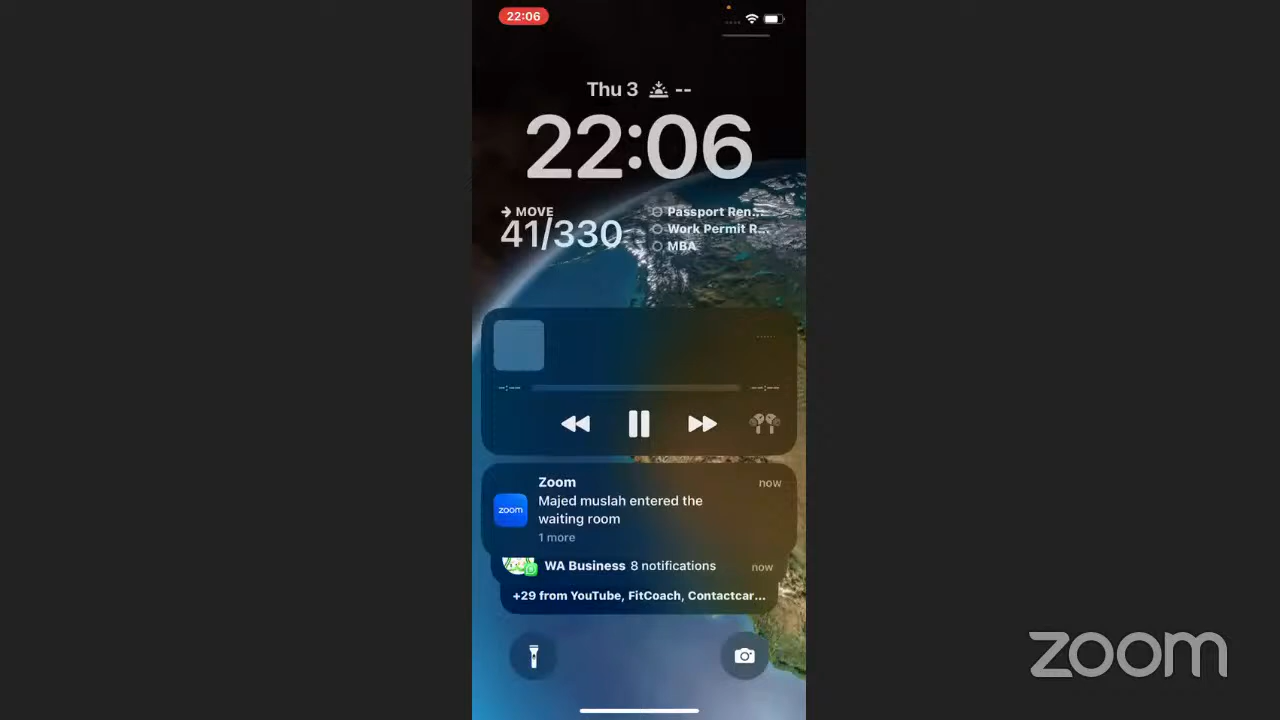 22:06
Thu 3 --
22:06
MOVE
41/330
Passport Ren...
Work Permit R...
MBA
--:--
--:--
Zoom
now
zoom
Majed muslah entered the
waiting room
1 more
WA Business 8 notifications
now
+29 from YouTube, FitCoach, Contactcar...
zoom